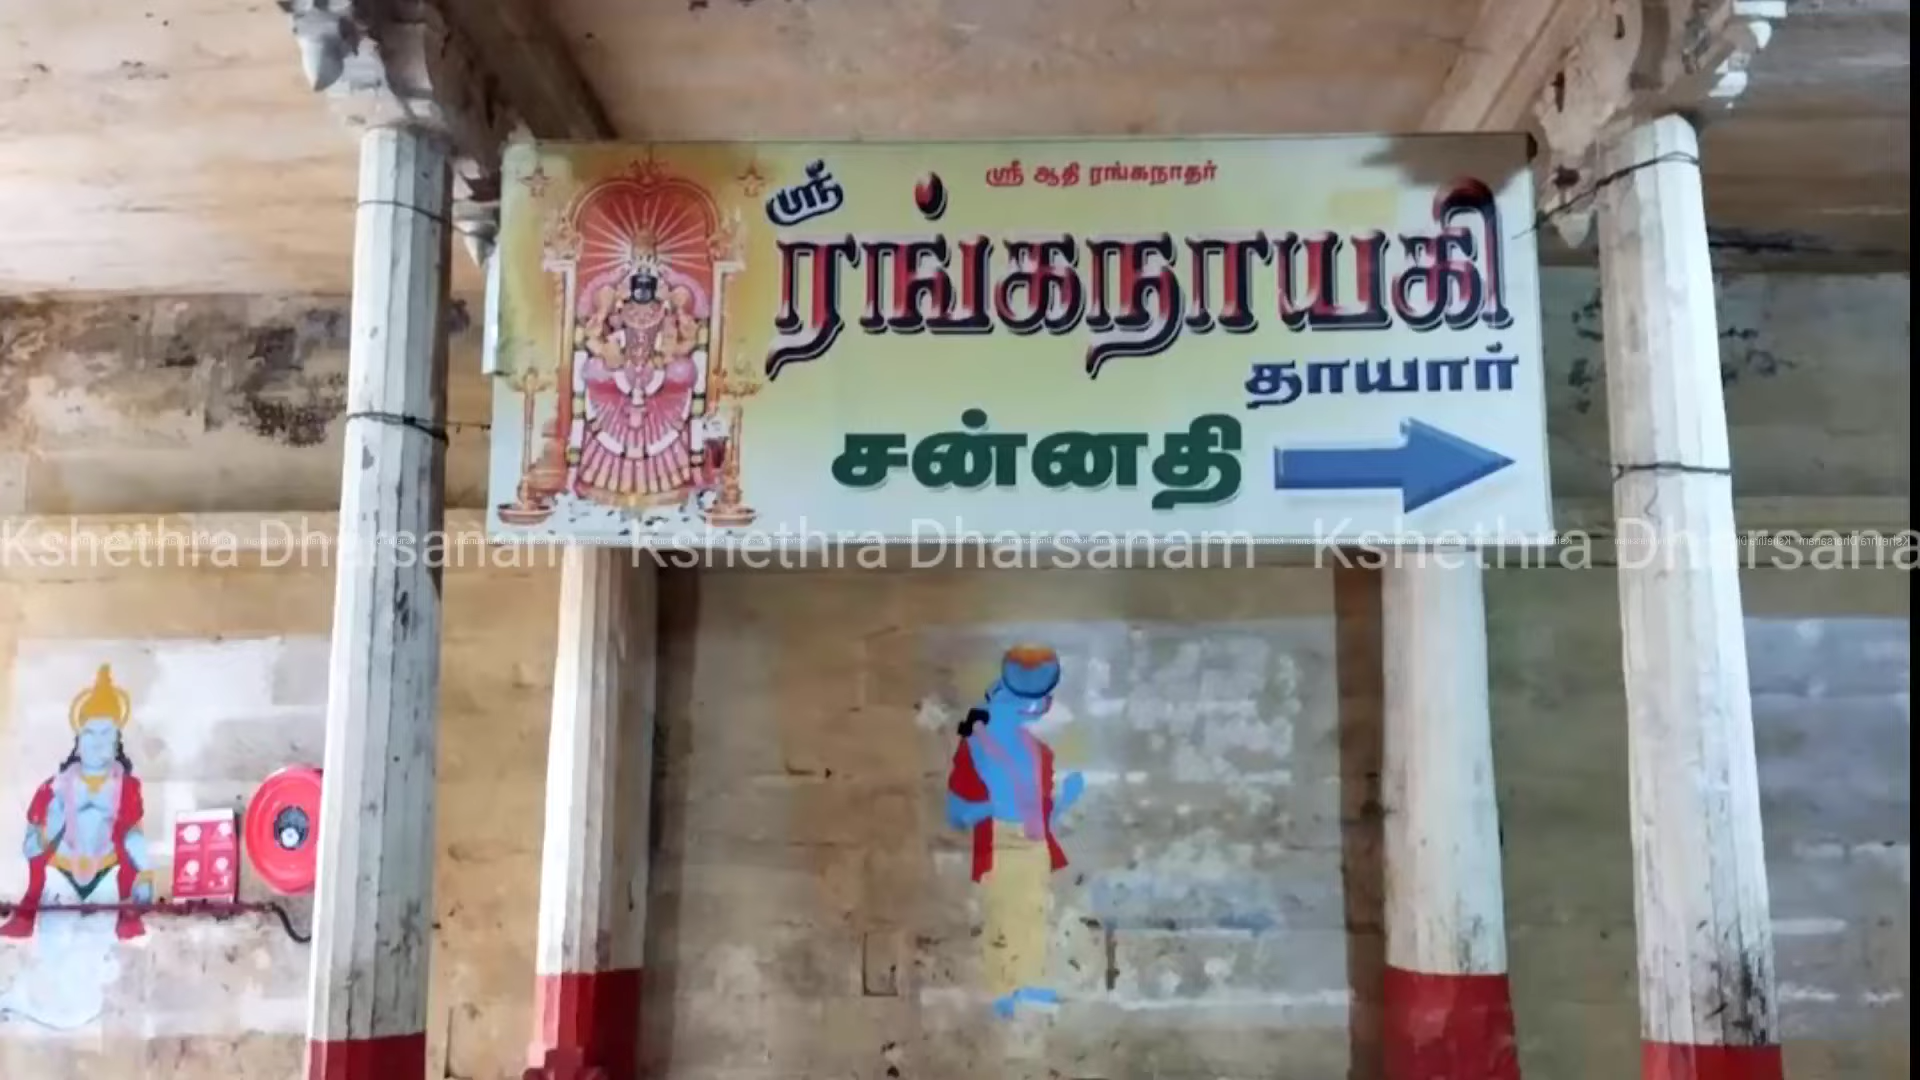 ஸ்ரீ ஆதி ரங்கநாதர்
ஸ்ரீ ரங்கநாயகி
தாயார்
சன்னதி
Kshethra Dharsanam Kshethra Dharsanam Kshethra Dharsana